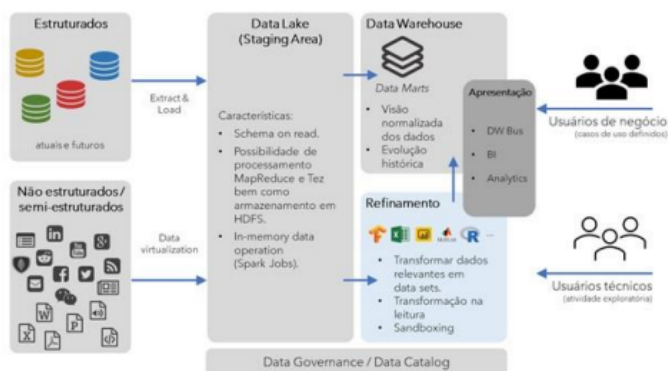 Estruturados
atuais e futuros
Extract &
Load
Não estruturados/
semi-estruturados
Data
virtualization
Data Lake
(Staging Area)
Características:
• Schema on read.
• Possibilidade de
processamento
MapReduce e Tez
bem como
armazenamento em
HDFS.
• In-memory data
operation
(Spark Jobs).
Data Warehouse
Data Marts
• Visão
normalizada
dos dados
• Evolução
histórica
Apresentação
• DW Bus
• BI
• Analytics
Refinamento
R
...
• Transformar dados
relevantes em
data sets.
• Transformação na
leitura
• Sandboxing
Usuários de negócio
(casos de uso definidos)
Usuários técnicos
(atividade exploratória)
Data Governance / Data Catalog